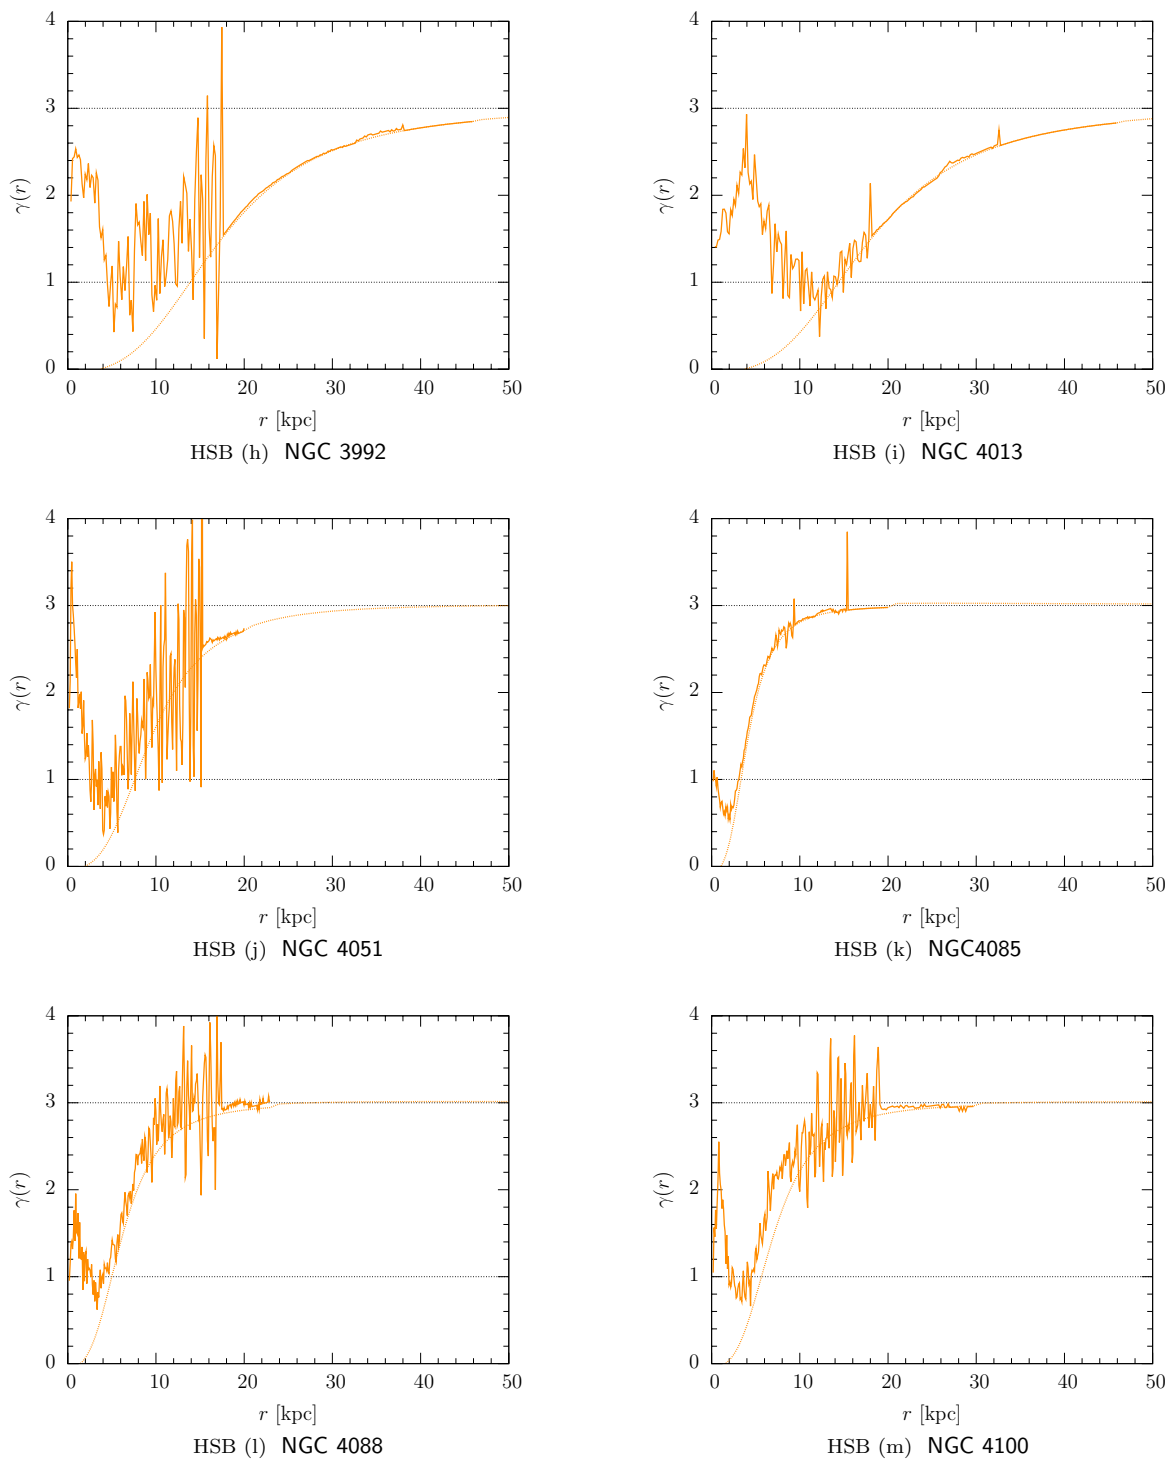 4
3
2
1
0
γ(r)
0 10 20 30 40 50
r [kpc]
HSB (h) NGC 3992
4
3
2
1
0
γ(r)
0 10 20 30 40 50
r [kpc]
HSB (i) NGC 4013
4
3
2
1
0
γ(r)
0 10 20 30 40 50
r [kpc]
HSB (j) NGC 4051
4
3
2
1
0
γ(r)
0 10 20 30 40 50
r [kpc]
HSB (k) NGC4085
4
3
2
1
0
γ(r)
0 10 20 30 40 50
r [kpc]
HSB (l) NGC 4088
4
3
2
1
0
γ(r)
0 10 20 30 40 50
r [kpc]
HSB (m) NGC 4100